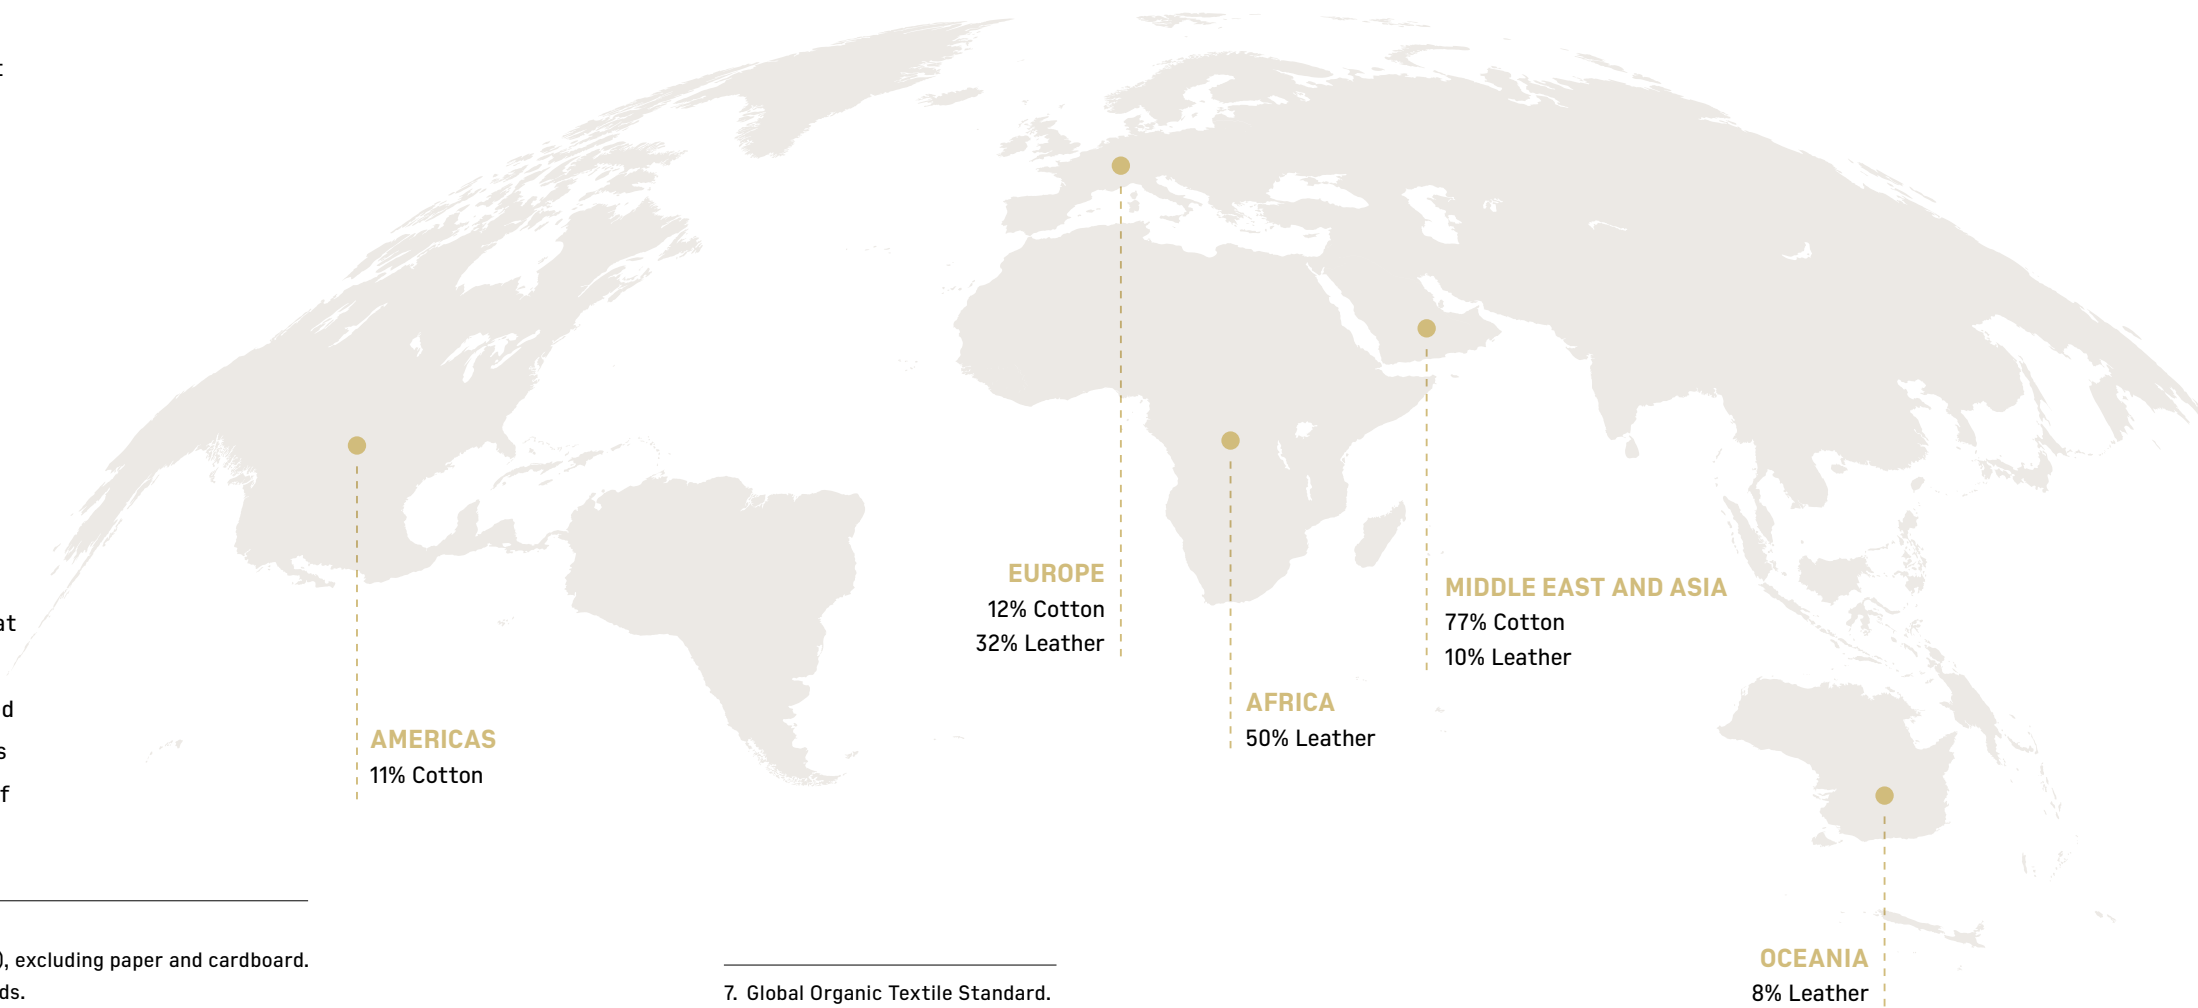 EUROPE
12% Cotton
32% Leather
MIDDLE EAST AND ASIA
77% Cotton
10% Leather
AFRICA
50% Leather
AMERICAS
11% Cotton
OCEANIA
8% Leather
), excluding paper and cardboard.
7. Global Organic Textile Standard.